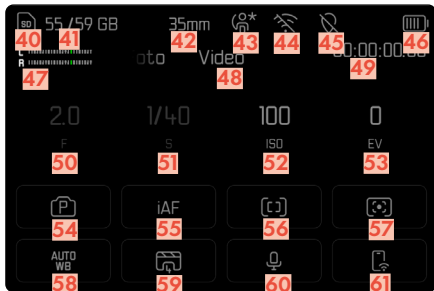 SD 55/59 GB 35mm
40 41 42 43 44 45 46
L
R
oto Video 00:00:00:00
47 48 49
2.0 1/40 100 0
F S ISO EV
50 51 52 53
P iAF
54 55 56 57
AUTO
WB
58 59 60 61